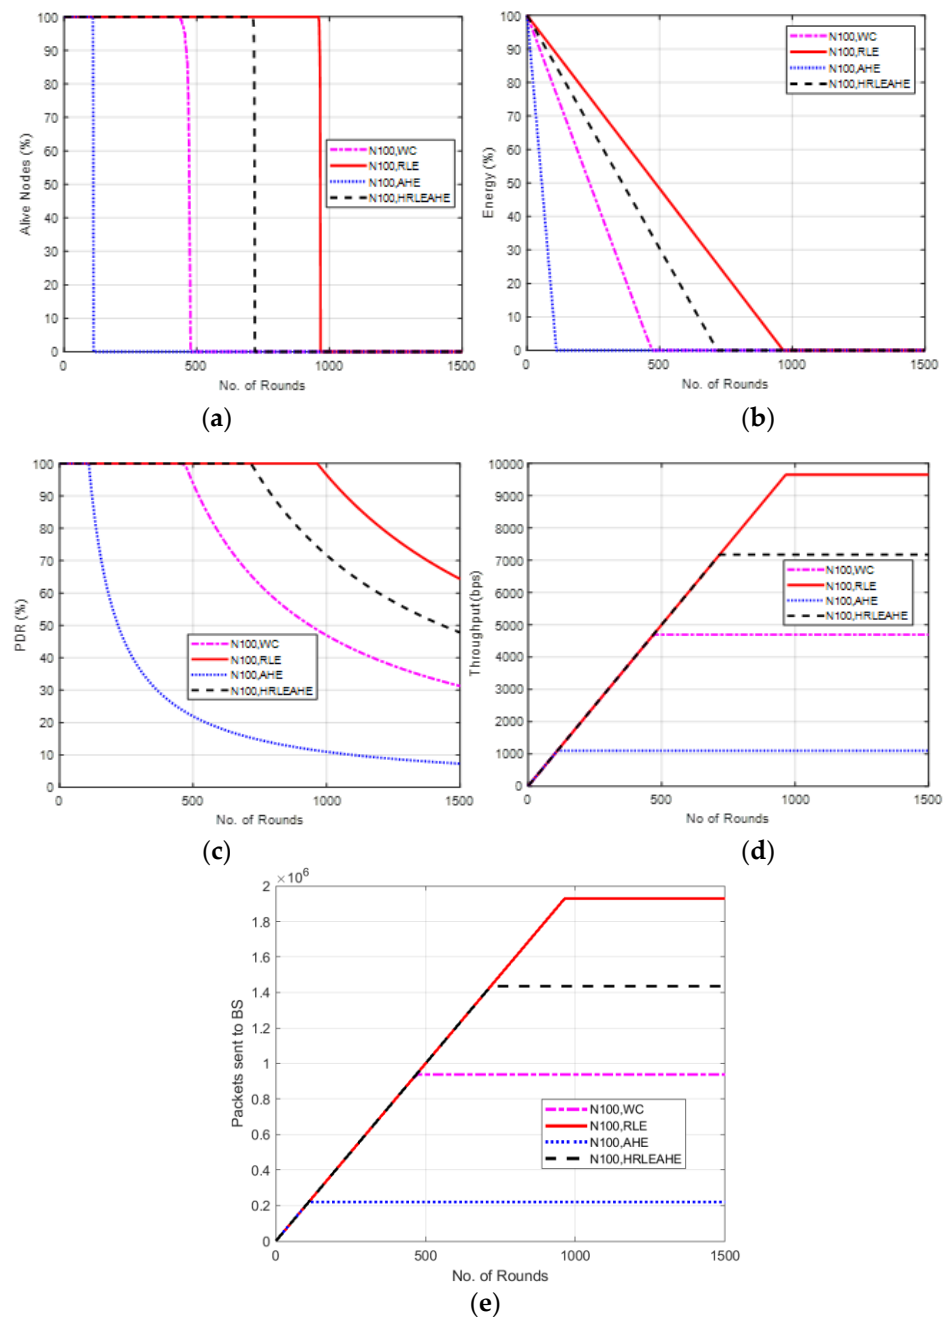 100
90
80
70
60
50
40
30
20
10
0
Alive Nodes (%)
N100,WC
N100,RLE
N100,AHE
N100,HRLEAHE
0
500
1000
1500
No. of Rounds
(a)
100
90
80
70
60
50
40
30
20
10
0
Energy (%)
N100,WC
N100,RLE
N100,AHE
N100,HRLEAHE
0
500
1000
1500
No. of Rounds
(b)
100
90
80
70
60
50
40
30
20
10
0
PDR (%)
N100,WC
N100,RLE
N100,AHE
N100,HRLEAHE
0
500
1000
1500
No. of Rounds
(c)
10000
9000
8000
7000
6000
5000
4000
3000
2000
1000
0
Throughput(bps)
N100,WC
N100,RLE
N100,AHE
N100,HRLEAHE
0
500
1000
1500
No of Rounds
(d)
×10⁶
2
1.8
1.6
1.4
1.2
1
0.8
0.6
0.4
0.2
0
Packets sent to BS
N100,WC
N100,RLE
N100,AHE
N100,HRLEAHE
0
500
1000
1500
No. of Rounds
(e)